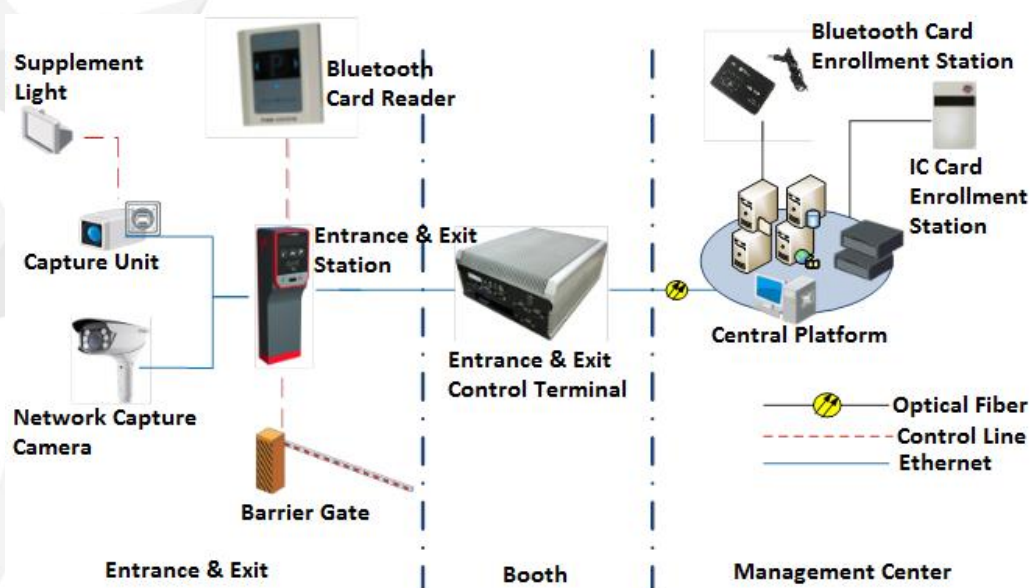 Supplement
Light
Bluetooth
Card Reader
Bluetooth Card
Enrollment Station
IC Card
Enrollment
Station
Capture Unit
Entrance & Exit
Station
Network Capture
Camera
Entrance & Exit
Control Terminal
Central Platform
Barrier Gate
Optical Fiber
Control Line
Ethernet
Entrance & Exit
Booth
Management Center